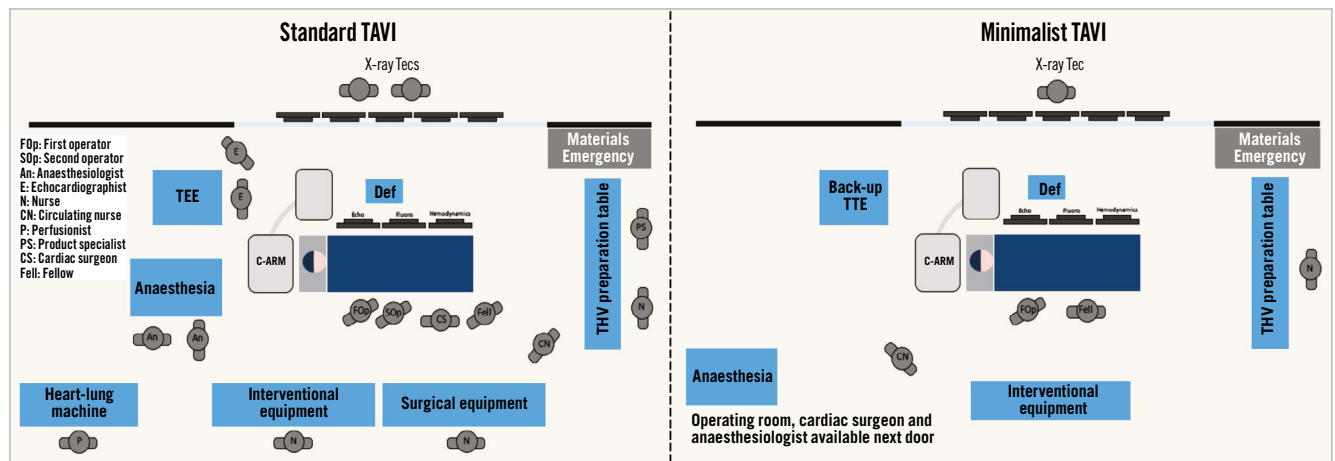 Standard TAVI
X-ray Tecs
Materials
Emergency
FOp: First operator
SOp: Second operator
An: Anaesthesiologist
E: Echocardiographist
N: Nurse
CN: Circulating nurse
P: Perfusionist
PS: Product specialist
CS: Cardiac surgeon
Fell: Fellow
E
E
TEE
Def
Echo
Fluoro
Hemodynamics
C-ARM
THV preparation table
PS
N
Anaesthesia
An
An
FOp
SOp
CS
Fell
CN
Heart-lung
machine
Interventional
equipment
Surgical equipment
P
N
N
Minimalist TAVI
X-ray Tec
Materials
Emergency
Back-up
TTE
Def
Echo
Fluoro
Hemodynamics
C-ARM
THV preparation table
N
FOp
Fell
CN
Anaesthesia
Interventional
equipment
Operating room, cardiac surgeon and
anaesthesiologist available next door